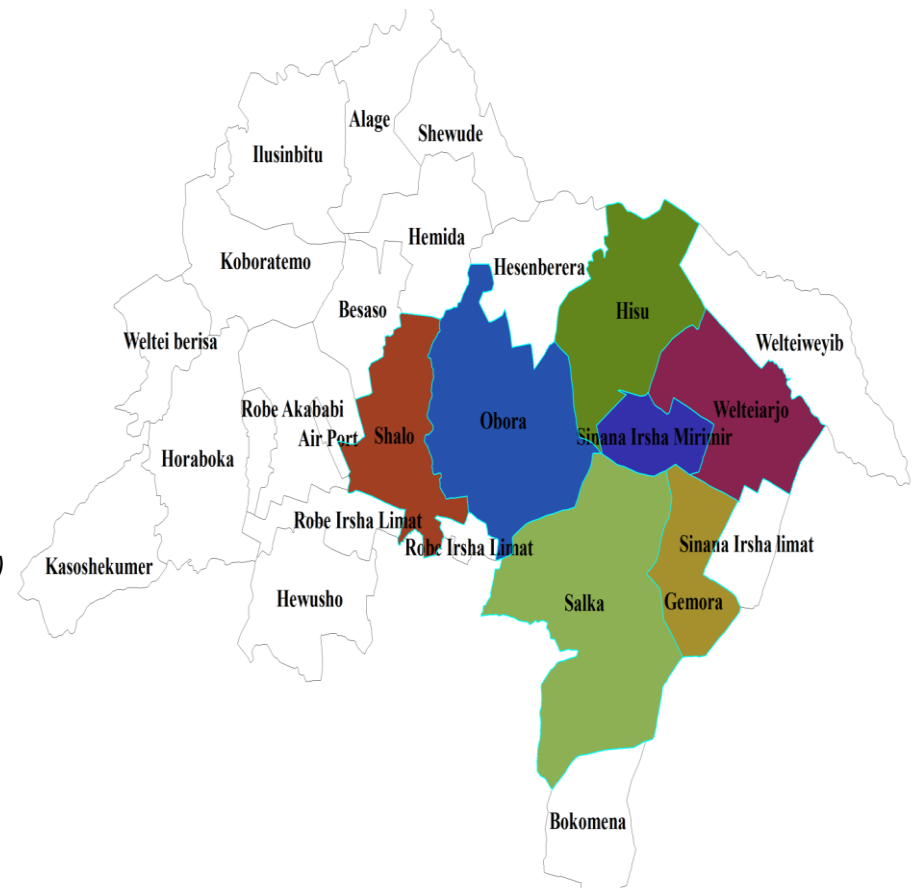 Alage
Shewude
Ilusinbitu
Hemida
Koboratemo
Hesenberera
Besaso
Hisu
Weltei berisa
Welteiweyib
Robe Akababi
Welteiarjo
Obora
Air Port
Shalo
Sinana Irsha Mirimir
Horaboka
Robe Irsha Limat
Robe Irsha Limat
Sinana Irsha limat
Kasoshekumer
Hewusho
Salka
Gemora
Bokomena
)